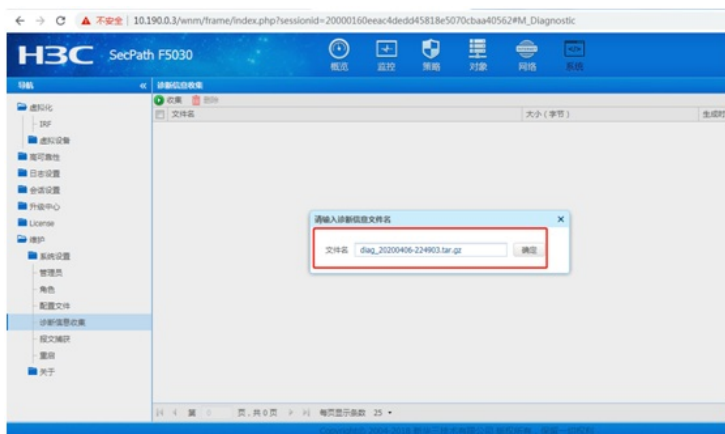 不安全 | 10.190.0.3/wnm/frame/index.php?sessionid=20000160eeac4dedd45818e5070cbaa40562#M_Diagnostic
H3C SecPath F5030
概览 监控 策略 对象 网络 系统
导航 诊断信息收集
收集 删除
文件名 大小 ( 字节 ) 生成时
虚拟化
IRF
虚拟设备
高可靠性
日志设置
会话设置
升级中心
License
维护
系统设置
管理员
角色
配置文件
诊断信息收集
报文捕获
重启
关于
请输入诊断信息文件名
文件名 diag_20200406-224903.tar.gz 确定
第 0 页 , 共 0 页 每页显示条数 25